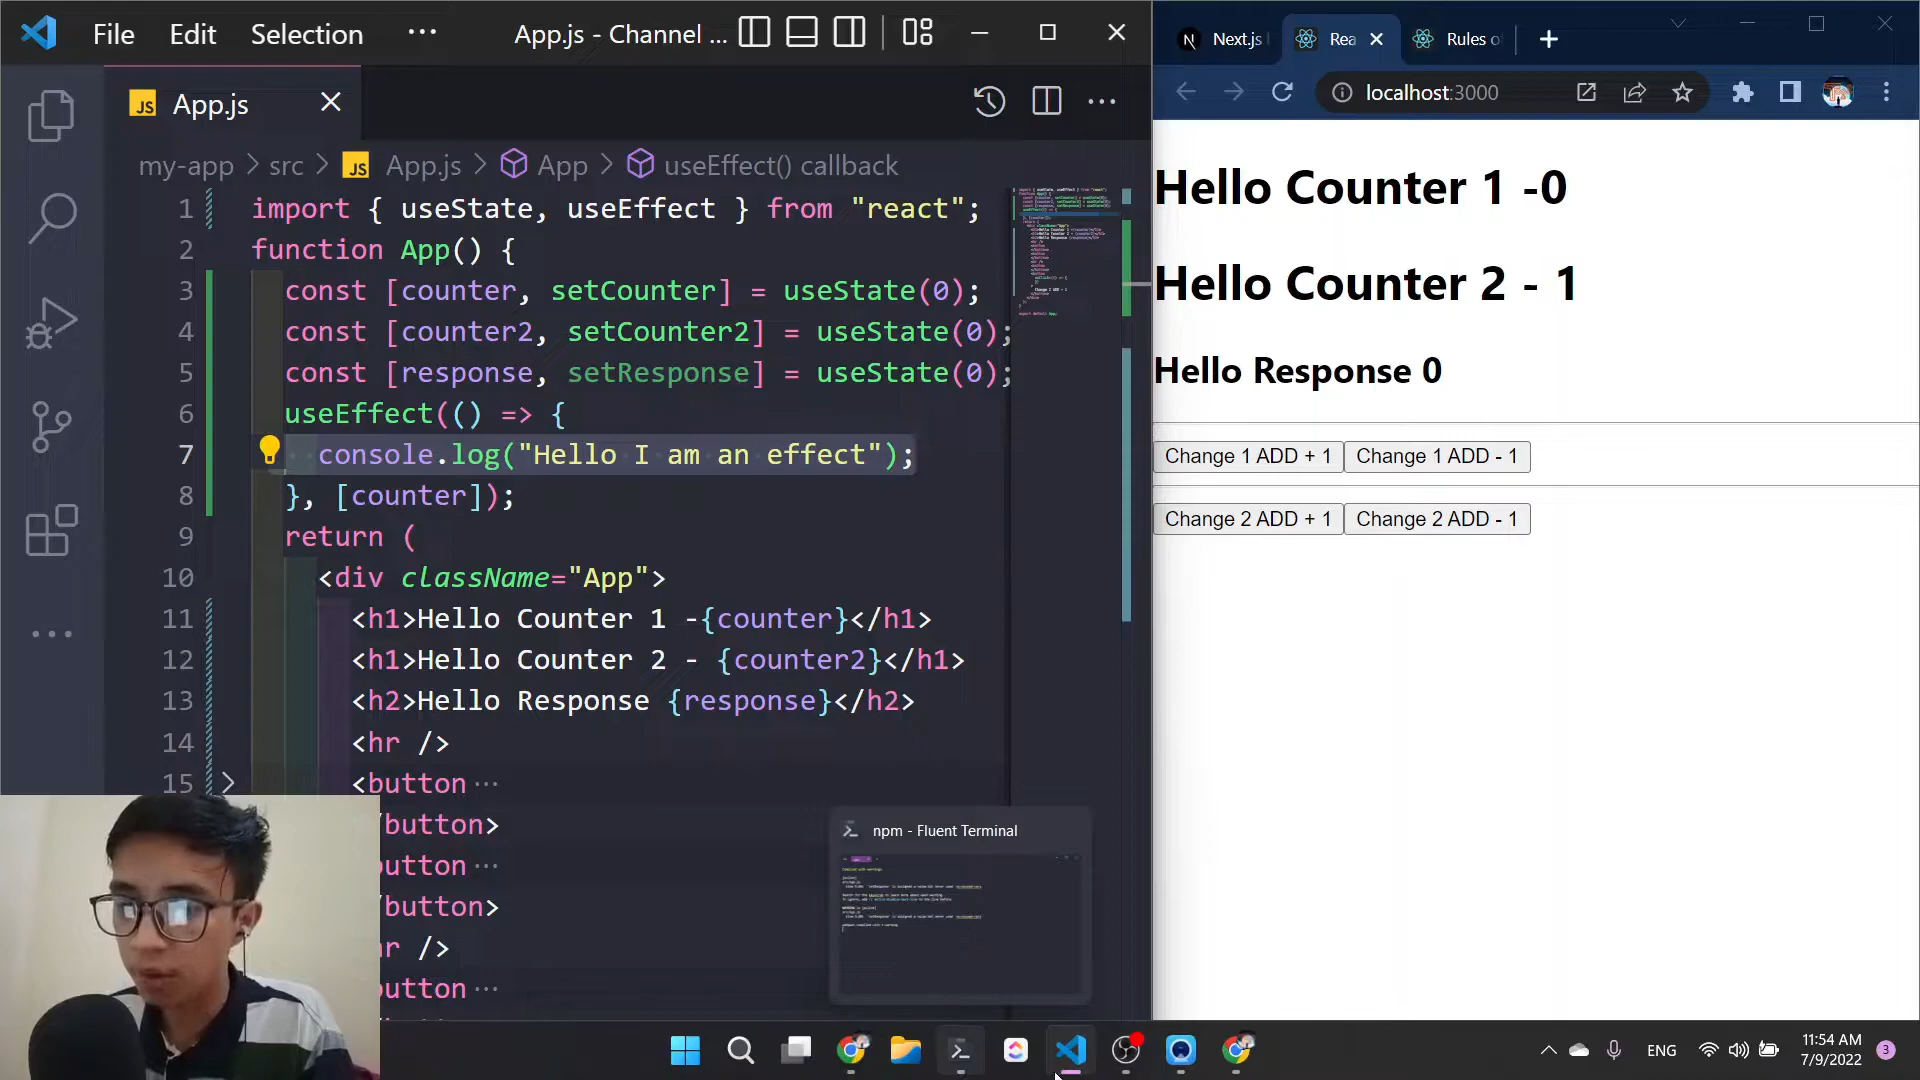 File Edit Selection ··· App.js - Channel ...
App.js
my-app > src > JS App.js > App > useEffect() callback
1 import { useState, useEffect } from "react";
2 function App() {
3 const [counter, setCounter] = useState(0);
4 const [counter2, setCounter2] = useState(0);
5 const [response, setResponse] = useState(0);
6 useEffect(() => {
7 console.log("Hello I am an effect");
8 }, [counter]);
9 return (
10 <div className="App">
11 <h1>Hello Counter 1 -{counter}</h1>
12 <h1>Hello Counter 2 - {counter2}</h1>
13 <h2>Hello Response {response}</h2>
14 <hr />
15 <button ···
/button>
button ···
/button>
hr />
button ···
npm - Fluent Terminal
Next.js Rea Rules o
localhost:3000
Hello Counter 1 -0
Hello Counter 2 - 1
Hello Response 0
Change 1 ADD + 1 Change 1 ADD - 1
Change 2 ADD + 1 Change 2 ADD - 1
ENG 11:54 AM
7/9/2022 3